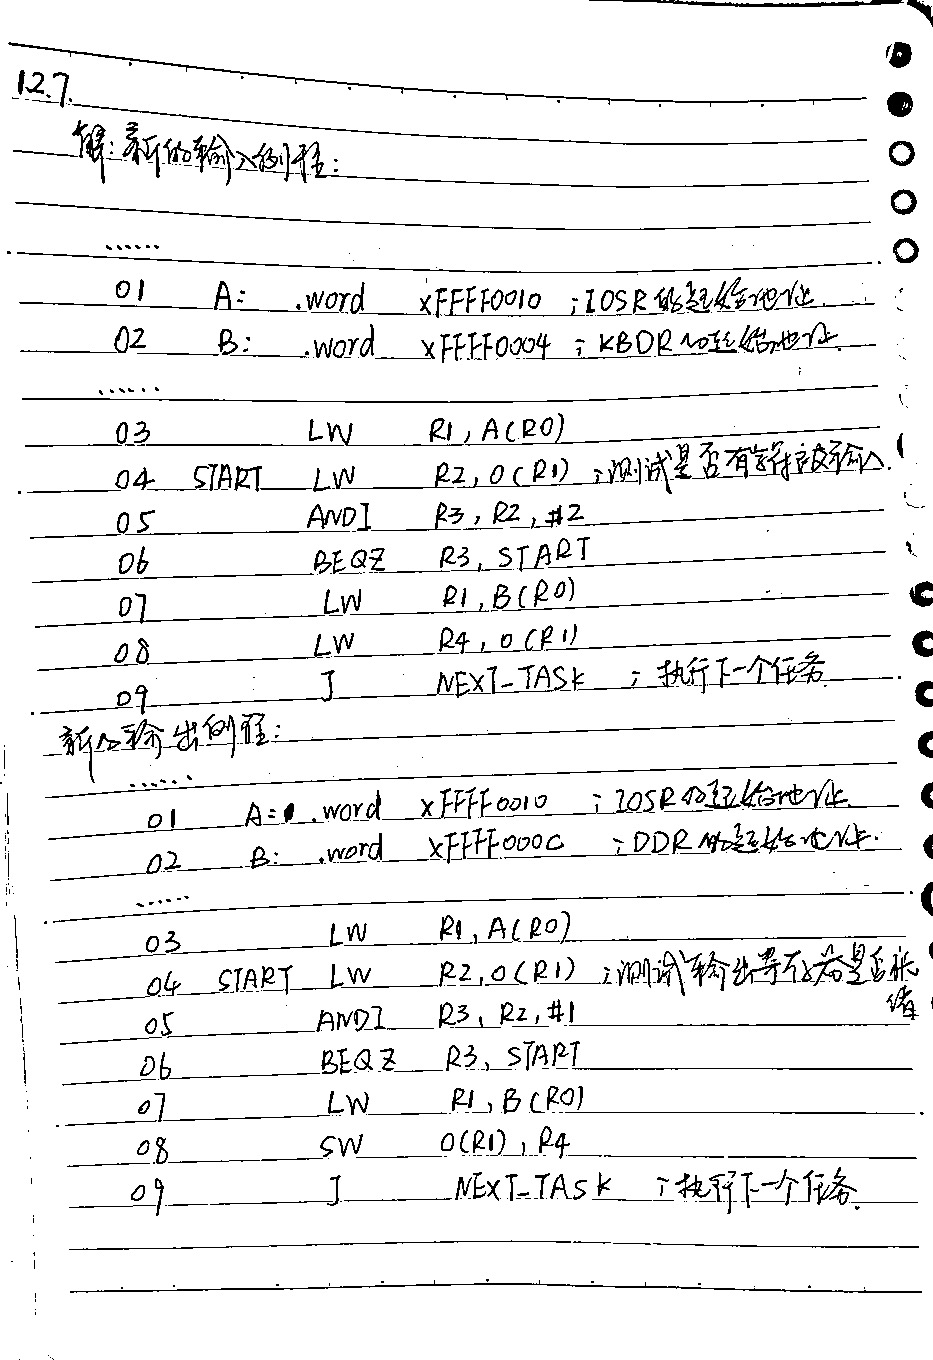 12.7.
解:新的输入例程:
......
01 A: .word xFFFF0010 ;IOSR的起始地址
02 B: .word xFFFF0004 ;KBDR的起始地址
......
03 LW R1,A(R0)
04 START LW R2,0(R1) ;测试是否有字符被输入.
05 ANDI R3,R2,#2
06 BEQZ R3,START
07 LW R1,B(R0)
08 LW R4,0(R1)
09 J NEXT_TASK ;执行下一个任务
新的输出例程:
......
01 A: .word xFFFF0010 ;IOSR的起始地址
02 B: .word xFFFF000C ;DDR的起始地址.
......
03 LW R1,A(R0)
04 START LW R2,0(R1) ;测试输出寄存器是否就
绪
05 ANDI R3,R2,#1
06 BEQZ R3,START
07 LW R1,B(R0)
08 SW 0(R1),R4
09 J NEXT_TASK ;执行下一个任务.